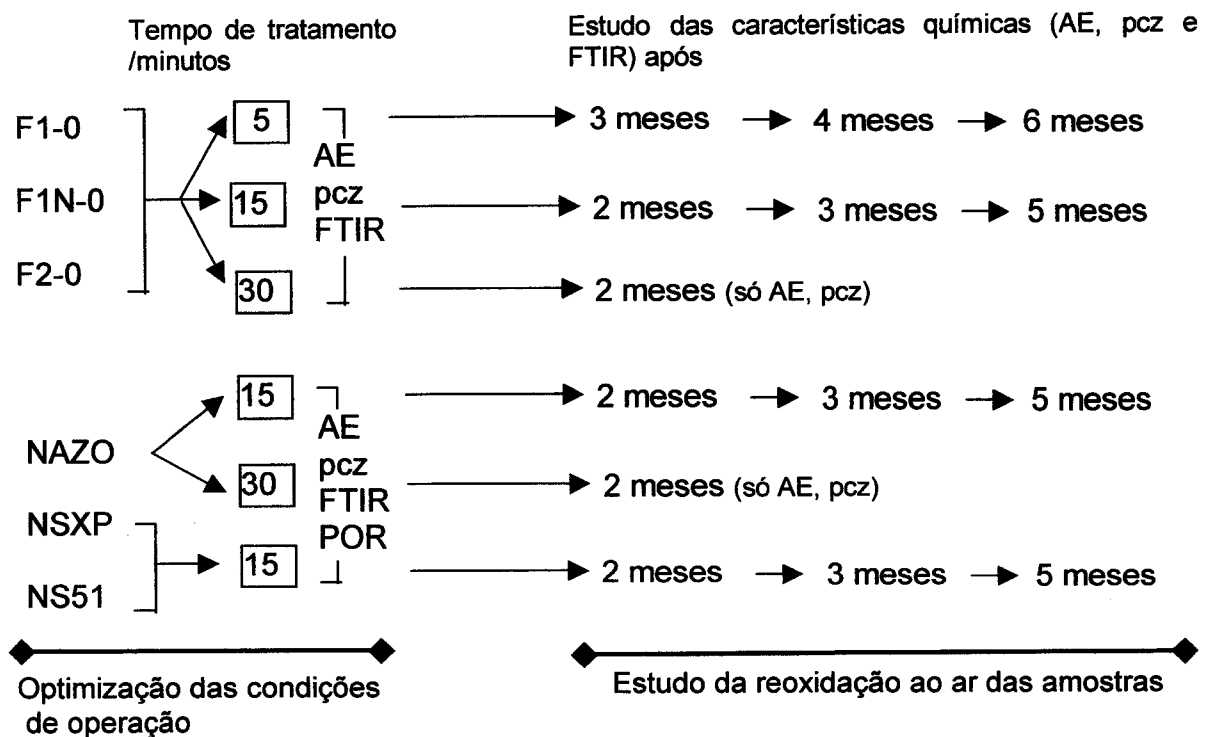 Tempo de tratamento
/minutos
Estudo das características químicas (AE, pcz e
FTIR) após
F1-0
F1N-0
F2-0
5
15
30
AE
pcz
FTIR
3 meses 4 meses 6 meses
2 meses 3 meses 5 meses
2 meses (só AE, pcz)
NAZO
NSXP
NS51
15
30
15
AE
pcz
FTIR
POR
2 meses 3 meses 5 meses
2 meses (só AE, pcz)
2 meses 3 meses 5 meses
Optimização das condições
de operação
Estudo da reoxidação ao ar das amostras